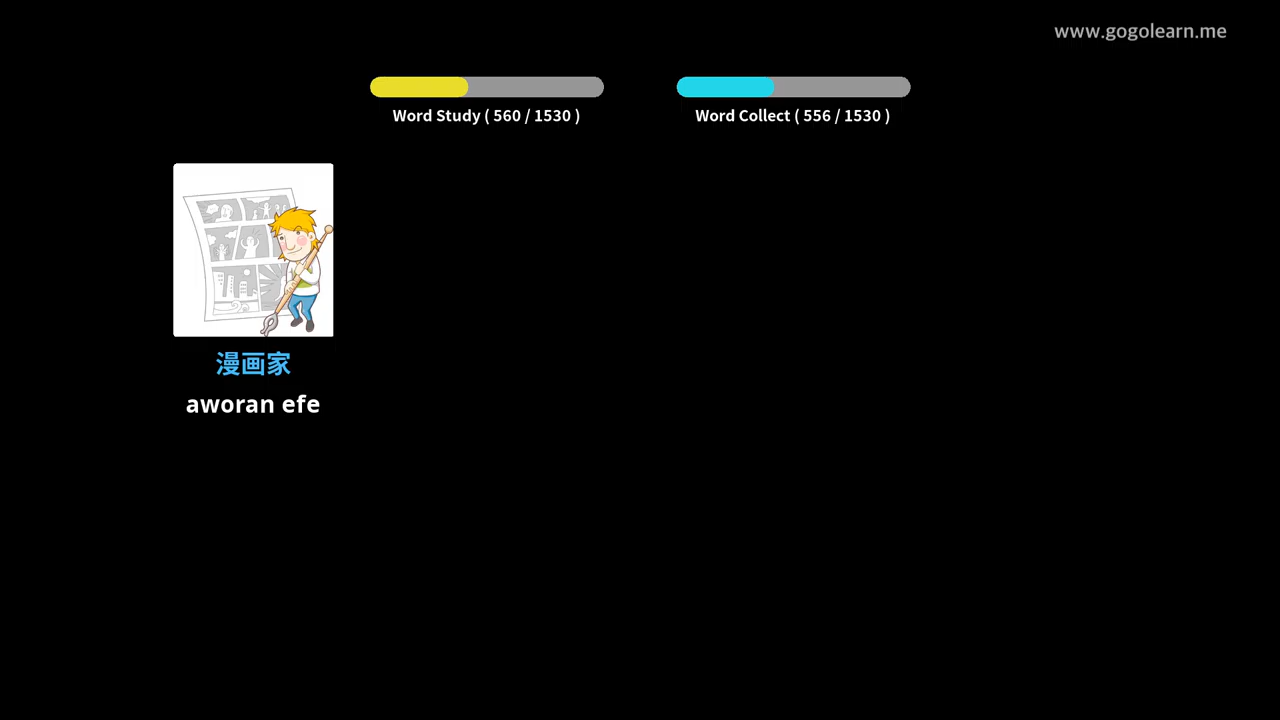 www.gogolearn.me
Word Study ( 560 / 1530 )
Word Collect ( 556 / 1530 )
漫画家
aworan efe